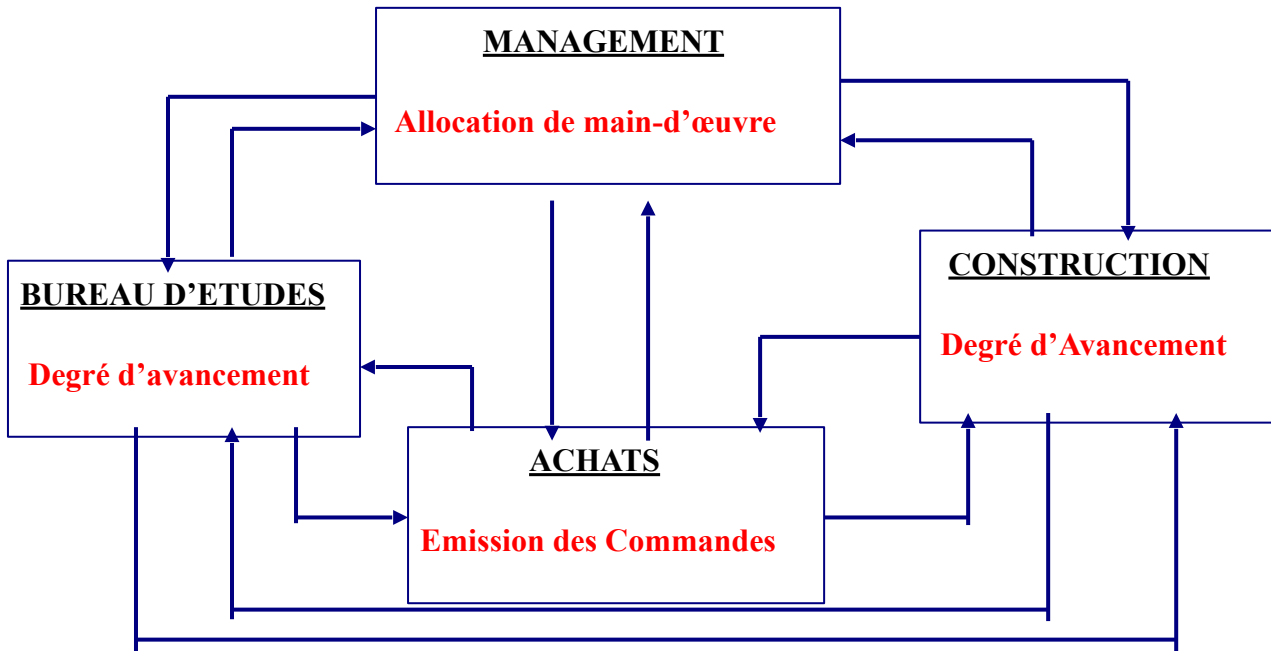 MANAGEMENT
Allocation de main-d’œuvre
BUREAU D’ETUDES
Degré d’avancement
CONSTRUCTION
Degré d’Avancement
ACHATS
Emission des Commandes